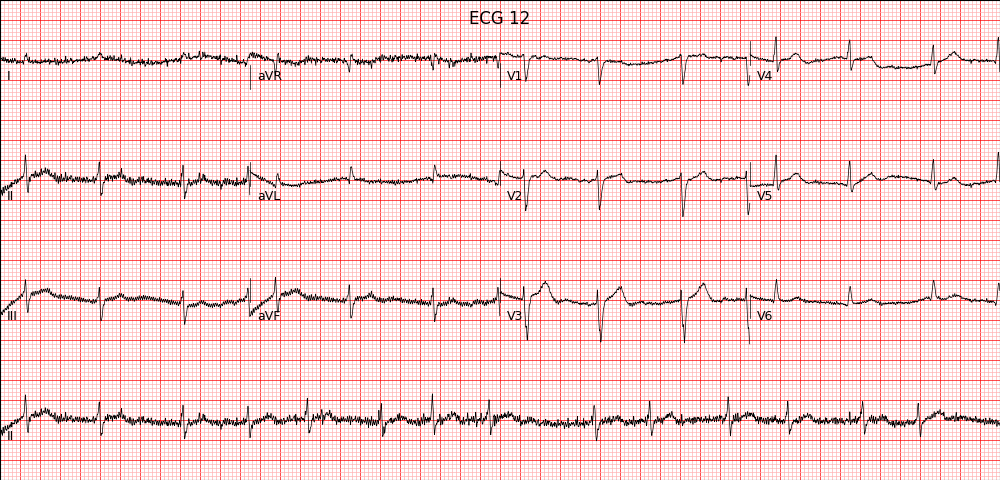 ECG 12
I aVR V1 V4
II aVL V2 V5
III aVF V3 V6
II